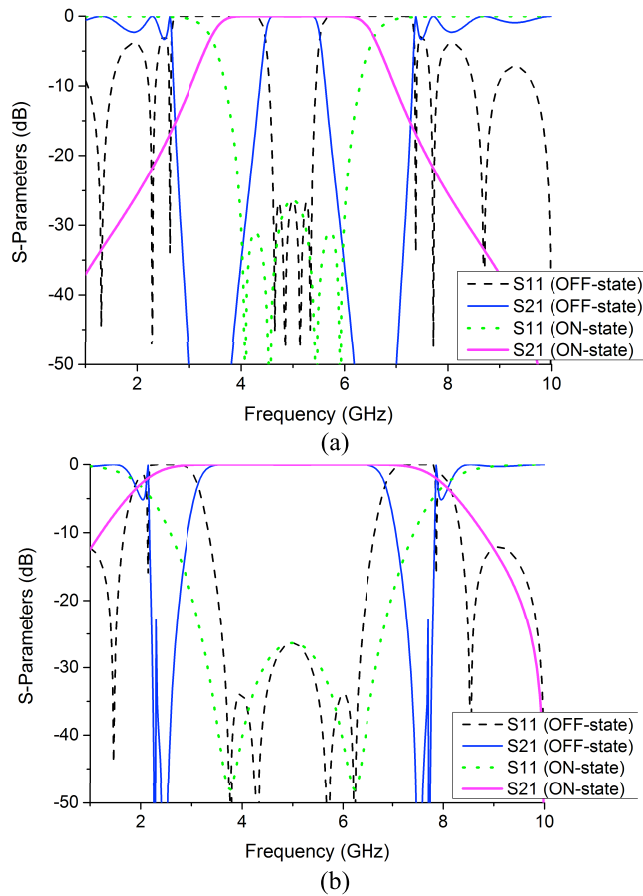 0
-10
-20
-30
-40
-50
S-Parameters (dB)
2
4
6
8
10
Frequency (GHz)
S11 (OFF-state)
S21 (OFF-state)
S11 (ON-state)
S21 (ON-state)
(a)
0
-10
-20
-30
-40
-50
S-Parameters (dB)
2
4
6
8
10
Frequency (GHz)
S11 (OFF-state)
S21 (OFF-state)
S11 (ON-state)
S21 (ON-state)
(b)